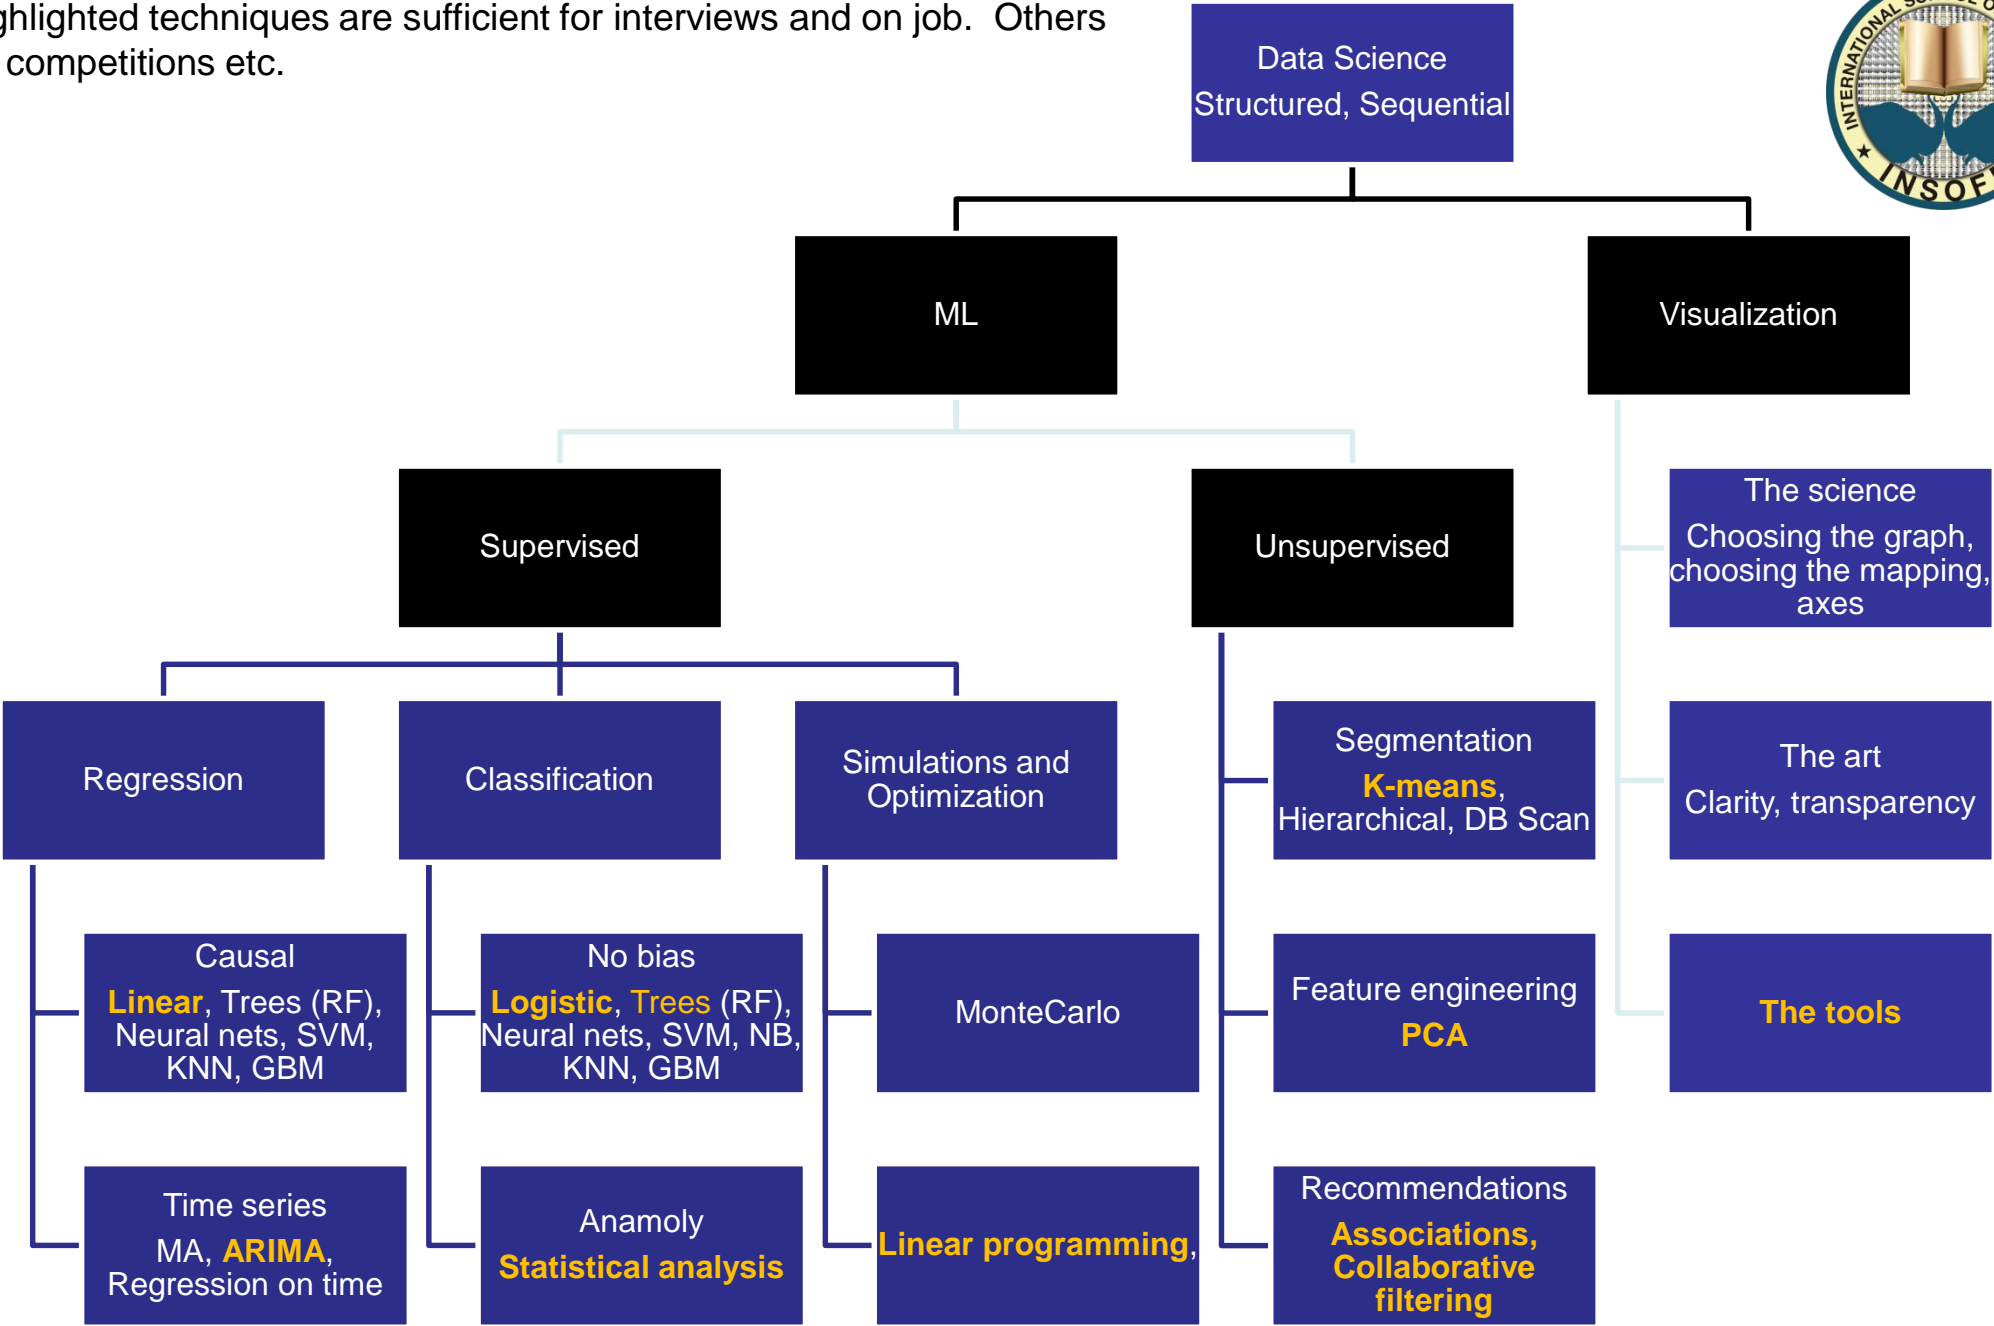 techniques are sufficient for interviews and on job. Others
competitions etc.
Data Science
Structured, Sequential
INTERNATIONAL
INSOFE
ML
Visualization
Supervised
Unsupervised
The science
Choosing the graph,
choosing the mapping,
axes
Regression
Classification
Simulations and
Optimization
Segmentation
K-means,
Hierarchical, DB Scan
The art
Clarity, transparency
Causal
Linear, Trees (RF),
Neural nets, SVM,
KNN, GBM
No bias
Logistic, Trees (RF),
Neural nets, SVM, NB,
KNN, GBM
MonteCarlo
Feature engineering
PCA
The tools
Time series
MA, ARIMA,
Regression on time
Anamoly
Statistical analysis
Linear programming,
Recommendations
Associations,
Collaborative
filtering